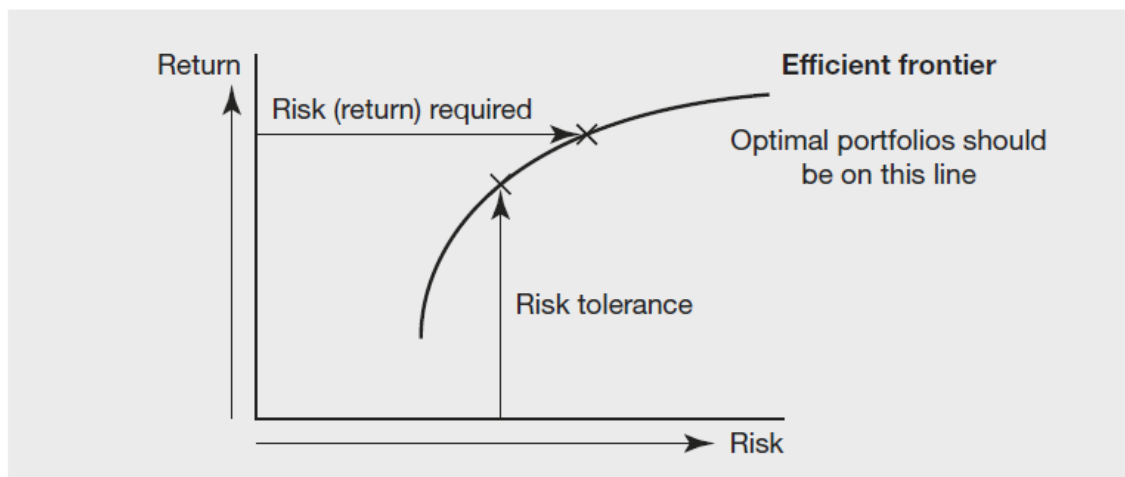 Return
Efficient frontier
Risk (return) required
Optimal portfolios should
be on this line
Risk tolerance
Risk